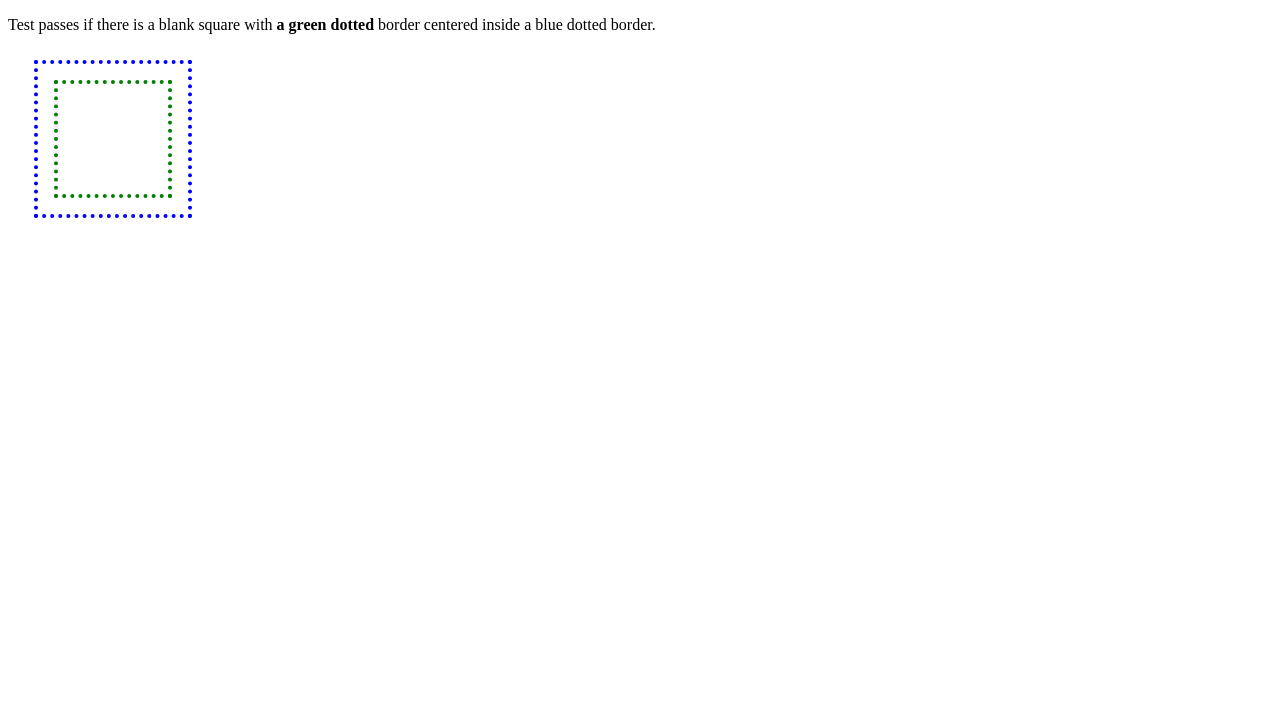 Test passes if there is a blank square with a green dotted border centered inside a blue dotted border.